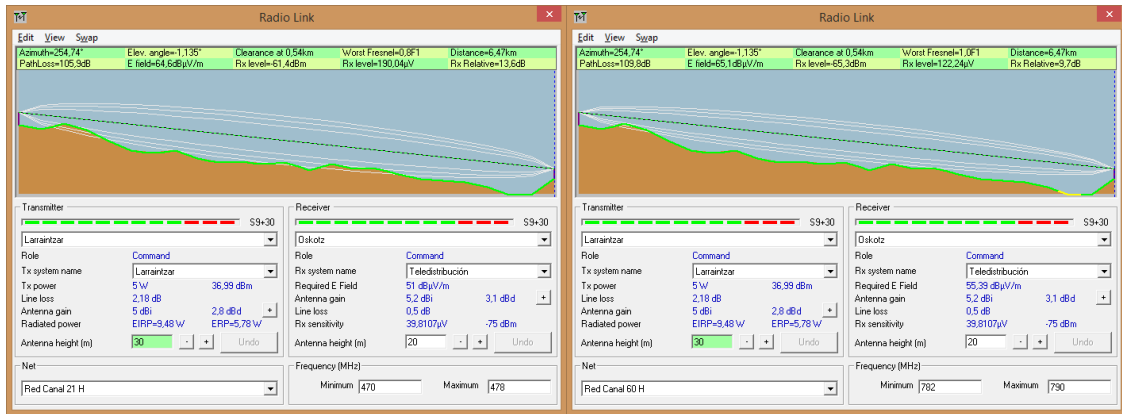 Radio Link
Edit View Swap
Azimuth=254,74° Elev. angle=-1,135° Clearance at 0,54km Worst Fresnel=0,8F1 Distance=6,47km
PathLoss=105,9dB E field=64,6dBµV/m Rx level=-61,4dBm Rx level=190,04µV Rx Relative=13,6dB
Transmitter
S9+30
Larraintzar
Role Command
Tx system name Larraintzar
Tx power 5 W 36,99 dBm
Line loss 2,18 dB
Antenna gain 5 dBi 2,8 dBd +
Radiated power EIRP=9,48 W ERP=5,78 W
Antenna height (m) 30 - + Undo
Receiver
S9+30
Oskotz
Role Command
Rx system name Teledistribución
Required E Field 51 dBµV/m
Antenna gain 5,2 dBi 3,1 dBd +
Line loss 0,5 dB
Rx sensitivity 39,8107µV -75 dBm
Antenna height (m) 20 - + Undo
Net
Red Canal 21 H
Frequency (MHz)
Minimum 470 Maximum 478
Radio Link
Edit View Swap
Azimuth=254,74° Elev. angle=-1,135° Clearance at 0,54km Worst Fresnel=1,0F1 Distance=6,47km
PathLoss=109,8dB E field=65,1dBµV/m Rx level=-65,3dBm Rx level=122,24µV Rx Relative=9,7dB
Transmitter
S9+30
Larraintzar
Role Command
Tx system name Larraintzar
Tx power 5 W 36,99 dBm
Line loss 2,18 dB
Antenna gain 5 dBi 2,8 dBd +
Radiated power EIRP=9,48 W ERP=5,78 W
Antenna height (m) 30 - + Undo
Receiver
S9+30
Oskotz
Role Command
Rx system name Teledistribución
Required E Field 55,39 dBµV/m
Antenna gain 5,2 dBi 3,1 dBd +
Line loss 0,5 dB
Rx sensitivity 39,8107µV -75 dBm
Antenna height (m) 20 - + Undo
Net
Red Canal 60 H
Frequency (MHz)
Minimum 782 Maximum 790